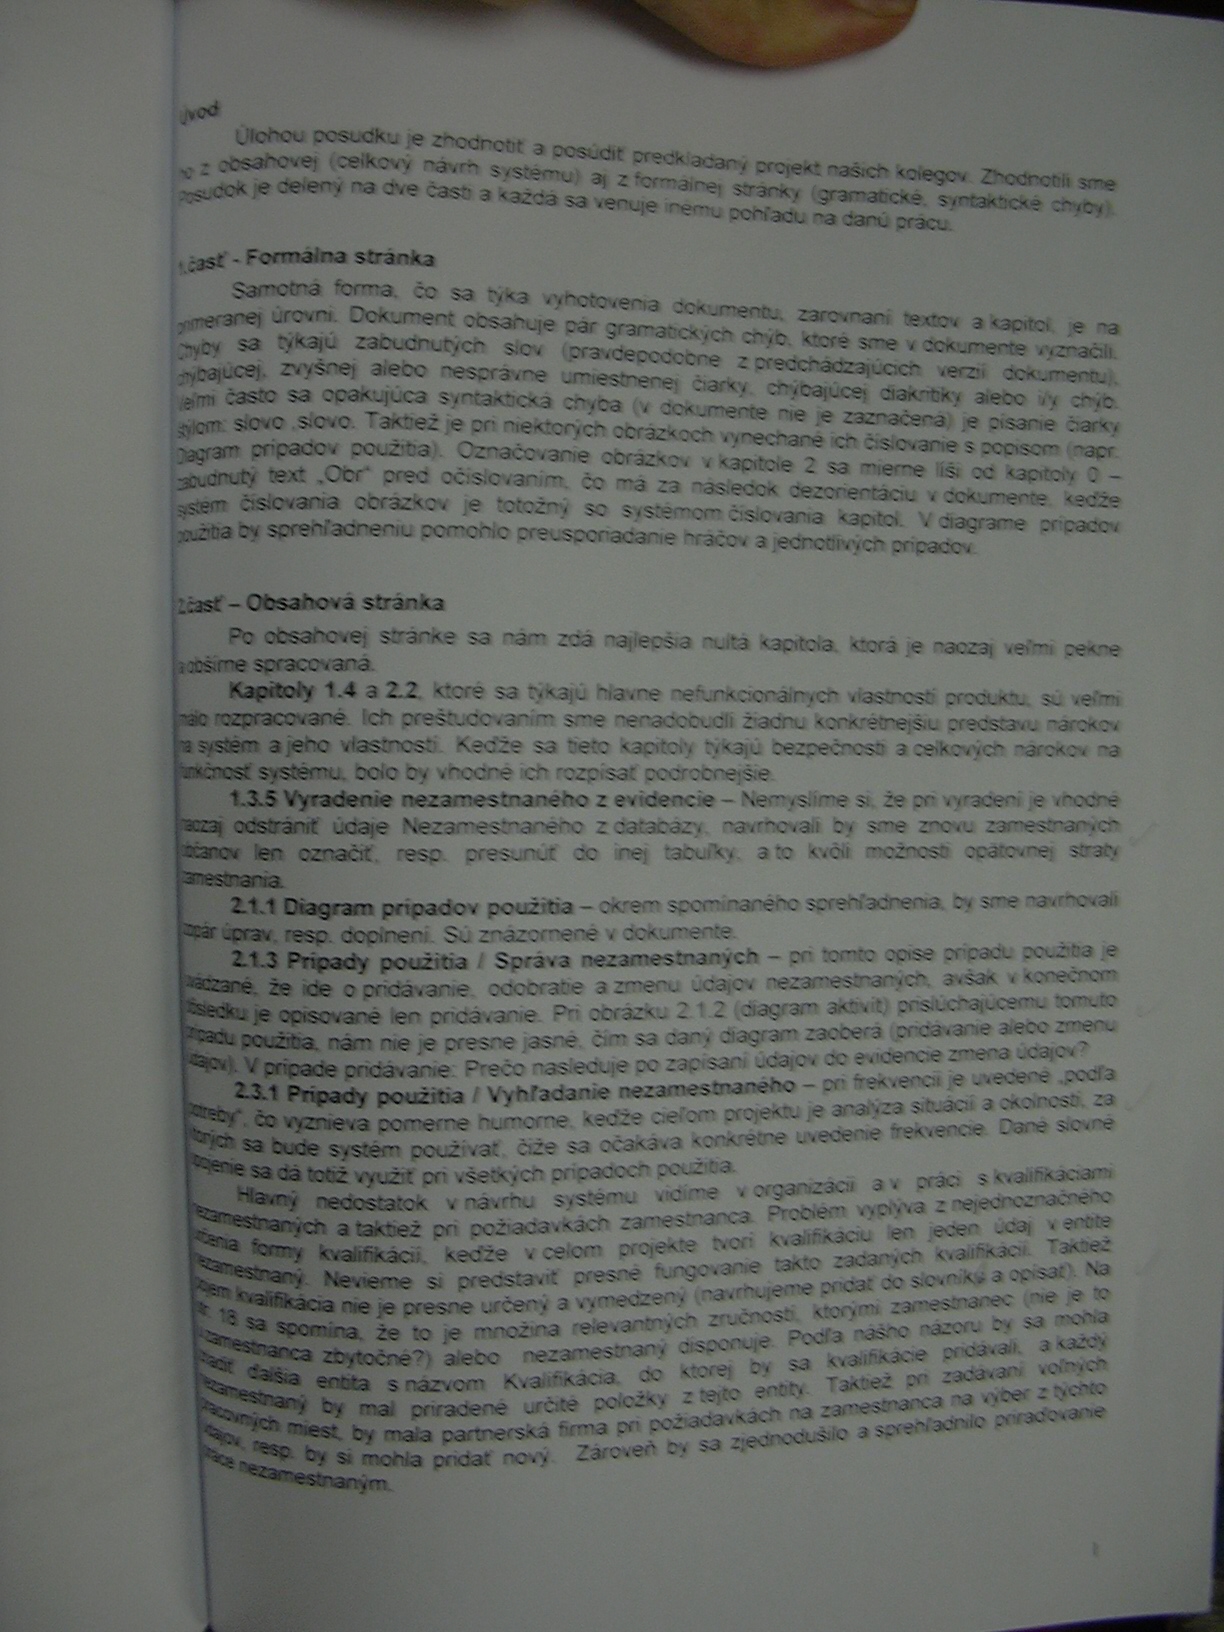 Úvod:
Úlohou posudku je zhodnotiť a posúdiť predkladaný projekt našich kolegov. Zhodnotili sme
ho z obsahovej (celkový návrh systému) aj z formálnej stránky (gramatické, syntaktické chyby).
Posudok je delený na dve časti a každá sa venuje inému pohľadu na danú prácu.
1.časť - Formálna stránka
Samotná forma, čo sa týka vyhotovenia dokumentu, zarovnaní textov a kapitol, je na
primeranej úrovni. Dokument obsahuje pár gramatických chýb, ktoré sme v dokumente vyznačili.
Chyby sa týkajú zabudnutých slov (pravdepodobne z predchádzajúcich verzií dokumentu),
chýbajúcej, zvyšnej alebo nesprávne umiestnenej čiarky, chýbajúcej diakritiky alebo i/y chýb.
Veľmi často sa opakujúca syntaktická chyba (v dokumente nie je zaznačená) je písanie čiarky
štýlom: slovo ,slovo. Taktiež je pri niektorých obrázkoch vynechané ich číslovanie s popisom (napr.
Diagram prípadov použitia). Označovanie obrázkov v kapitole 2 sa mierne líši od kapitoly 0 –
zabudnutý text „Obr“ pred očíslovaním, čo má za následok dezorientáciu v dokumente, keďže
systém číslovania obrázkov je totožný so systémom číslovania kapitol. V diagrame prípadov
použitia by sprehľadneniu pomohlo preusporiadanie hráčov a jednotlivých prípadov.
2.časť – Obsahová stránka
Po obsahovej stránke sa nám zdá najlepšia nultá kapitola, ktorá je naozaj veľmi pekne
a obšírne spracovaná.
Kapitoly 1.4 a 2.2, ktoré sa týkajú hlavne nefunkcionálnych vlastností produktu, sú veľmi
málo rozpracované. Ich preštudovaním sme nenadobudli žiadnu konkrétnejšiu predstavu nárokov
na systém a jeho vlastností. Keďže sa tieto kapitoly týkajú bezpečnosti a celkových nárokov na
funkčnosť systému, bolo by vhodné ich rozpísať podrobnejšie.
1.3.5 Vyradenie nezamestnaného z evidencie – Nemyslíme si, že pri vyradení je vhodné
naozaj odstrániť údaje Nezamestnaného z databázy, navrhovali by sme znovu zamestnaných
občanov len označiť, resp. presunúť do inej tabuľky, a to kvôli možnosti opätovnej straty
zamestnania.
2.1.1 Diagram prípadov použitia – okrem spomínaného sprehľadnenia, by sme navrhovali
zopár úprav, resp. doplnení. Sú znázornené v dokumente.
2.1.3 Prípady použitia / Správa nezamestnaných – pri tomto opise prípadu použitia je
uvádzané, že ide o pridávanie, odobratie a zmenu údajov nezamestnaných, avšak v konečnom
dôsledku je opisované len pridávanie. Pri obrázku 2.1.2 (diagram aktivít) prislúchajúcemu tomuto
prípadu použitia, nám nie je presne jasné, čím sa daný diagram zaoberá (pridávanie alebo zmenu
údajov). V prípade pridávanie: Prečo nasleduje po zapísaní údajov do evidencie zmena údajov?
2.3.1 Prípady použitia / Vyhľadanie nezamestnaného – pri frekvencii je uvedené „podľa
potreby“, čo vyznieva pomerne humorne, keďže cieľom projektu je analýza situácií a okolností, za
ktorých sa bude systém používať, čiže sa očakáva konkrétne uvedenie frekvencie. Dané slovné
spojenie sa dá totiž využiť pri všetkých prípadoch použitia.
Hlavný nedostatok v návrhu systému vidíme v organizácii a v práci s kvalifikáciami
nezamestnaných a taktiež pri požiadavkách zamestnanca. Problém vyplýva z nejednoznačného
určenia formy kvalifikácií, keďže v celom projekte tvorí kvalifikáciu len jeden údaj v entite
nezamestnaný. Nevieme si predstaviť presné fungovanie takto zadaných kvalifikácií. Taktiež
pojem kvalifikácia nie je presne určený a vymedzený (navrhujeme pridať do slovníka a opísať). Na
str. 18 sa spomína, že to je množina relevantných zručností, ktorými zamestnanec (nie je to
u zamestnanca zbytočné?) alebo nezamestnaný disponuje. Podľa nášho názoru by sa mohla
zriadiť ďalšia entita s názvom Kvalifikácia, do ktorej by sa kvalifikácie pridávali, a každý
nezamestnaný by mal priradené určité položky z tejto entity. Taktiež pri zadávaní voľných
pracovných miest, by mala partnerská firma pri požiadavkách na zamestnanca na výber z týchto
údajov, resp. by si mohla pridať nový. Zároveň by sa zjednodušilo a sprehľadnilo priraďovanie
práce nezamestnaným.